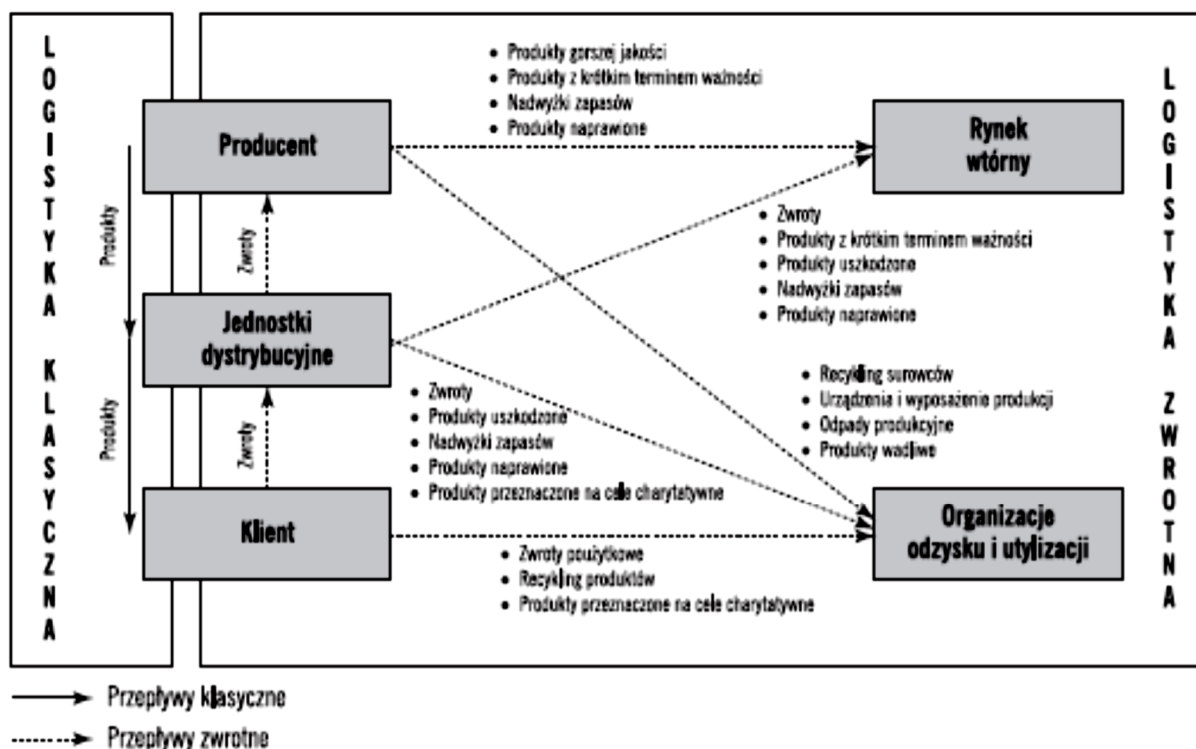 LOGISTYKA KLASYCZNA
LOGISTYKA ZWROTNA
• Produkty gorszej jakości
• Produkty z krótkim terminem ważności
• Nadwyżki zapasów
• Produkty naprawione
Producent
Rynek
wtórny
Produkty
Zwroty
• Zwroty
• Produkty z krótkim terminem ważności
• Produkty uszkodzone
• Nadwyżki zapasów
• Produkty naprawione
Jednostki
dystrybucyjne
• Recykling surowców
• Urządzenia i wyposażenie produkcji
• Odpady produkcyjne
• Produkty wadliwe
Produkty
Zwroty
• Zwroty
• Produkty uszkodzone
• Nadwyżki zapasów
• Produkty naprawione
• Produkty przeznaczone na cele charytatywne
Klient
Organizacje
odzysku i utylizacji
• Zwroty poużytkowe
• Recykling produktów
• Produkty przeznaczone na cele charytatywne
Przepływy klasyczne
Przepływy zwrotne